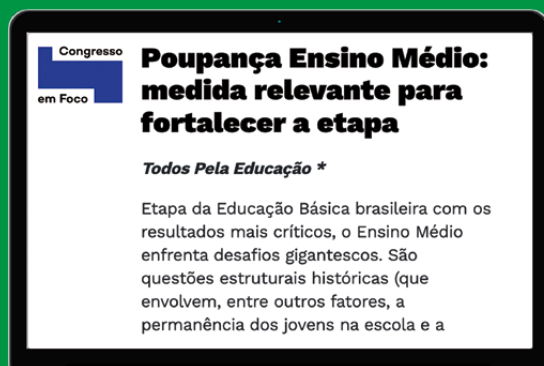 Congresso
em Foco
Poupança Ensino Médio:
medida relevante para
fortalecer a etapa
Todos Pela Educação *
Etapa da Educação Básica brasileira com os
resultados mais críticos, o Ensino Médio
enfrenta desafios gigantescos. São
questões estruturais históricas (que
envolvem, entre outros fatores, a
permanência dos jovens na escola e a